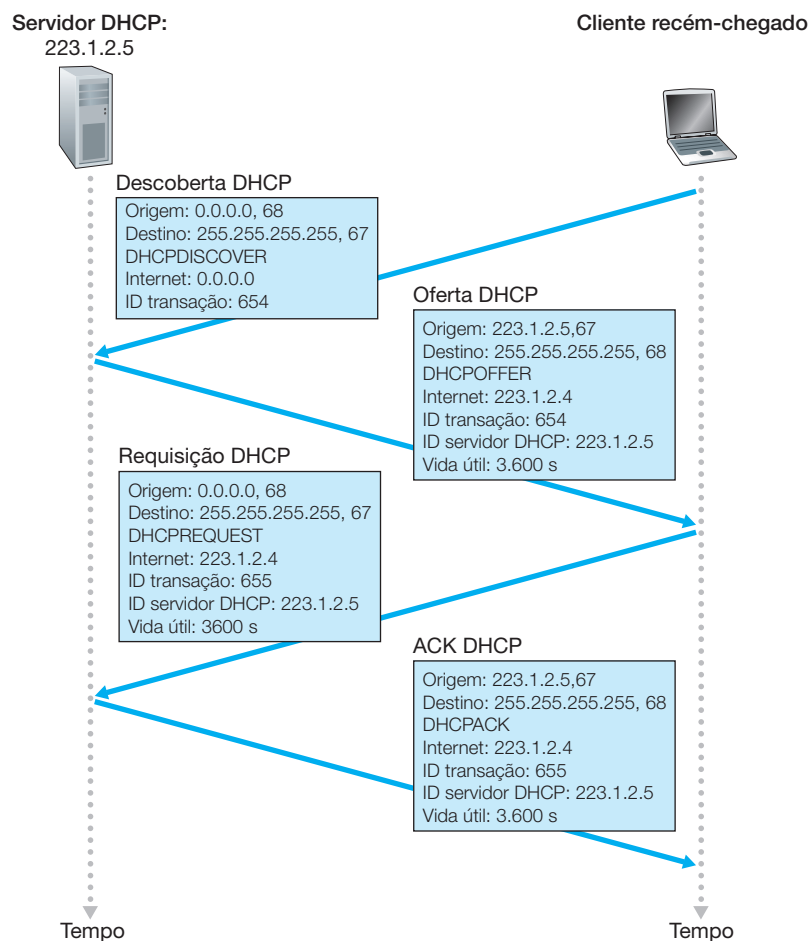 Servidor DHCP:
223.1.2.5
Cliente recém-chegado
Descoberta DHCP
Origem: 0.0.0.0, 68
Destino: 255.255.255.255, 67
DHCPDISCOVER
Internet: 0.0.0.0
ID transação: 654
Oferta DHCP
Origem: 223.1.2.5,67
Destino: 255.255.255.255, 68
DHCPOFFER
Internet: 223.1.2.4
ID transação: 654
ID servidor DHCP: 223.1.2.5
Vida útil: 3.600 s
Requisição DHCP
Origem: 0.0.0.0, 68
Destino: 255.255.255.255, 67
DHCPREQUEST
Internet: 223.1.2.4
ID transação: 655
ID servidor DHCP: 223.1.2.5
Vida útil: 3600 s
ACK DHCP
Origem: 223.1.2.5,67
Destino: 255.255.255.255, 68
DHCPACK
Internet: 223.1.2.4
ID transação: 655
ID servidor DHCP: 223.1.2.5
Vida útil: 3.600 s
Tempo
Tempo